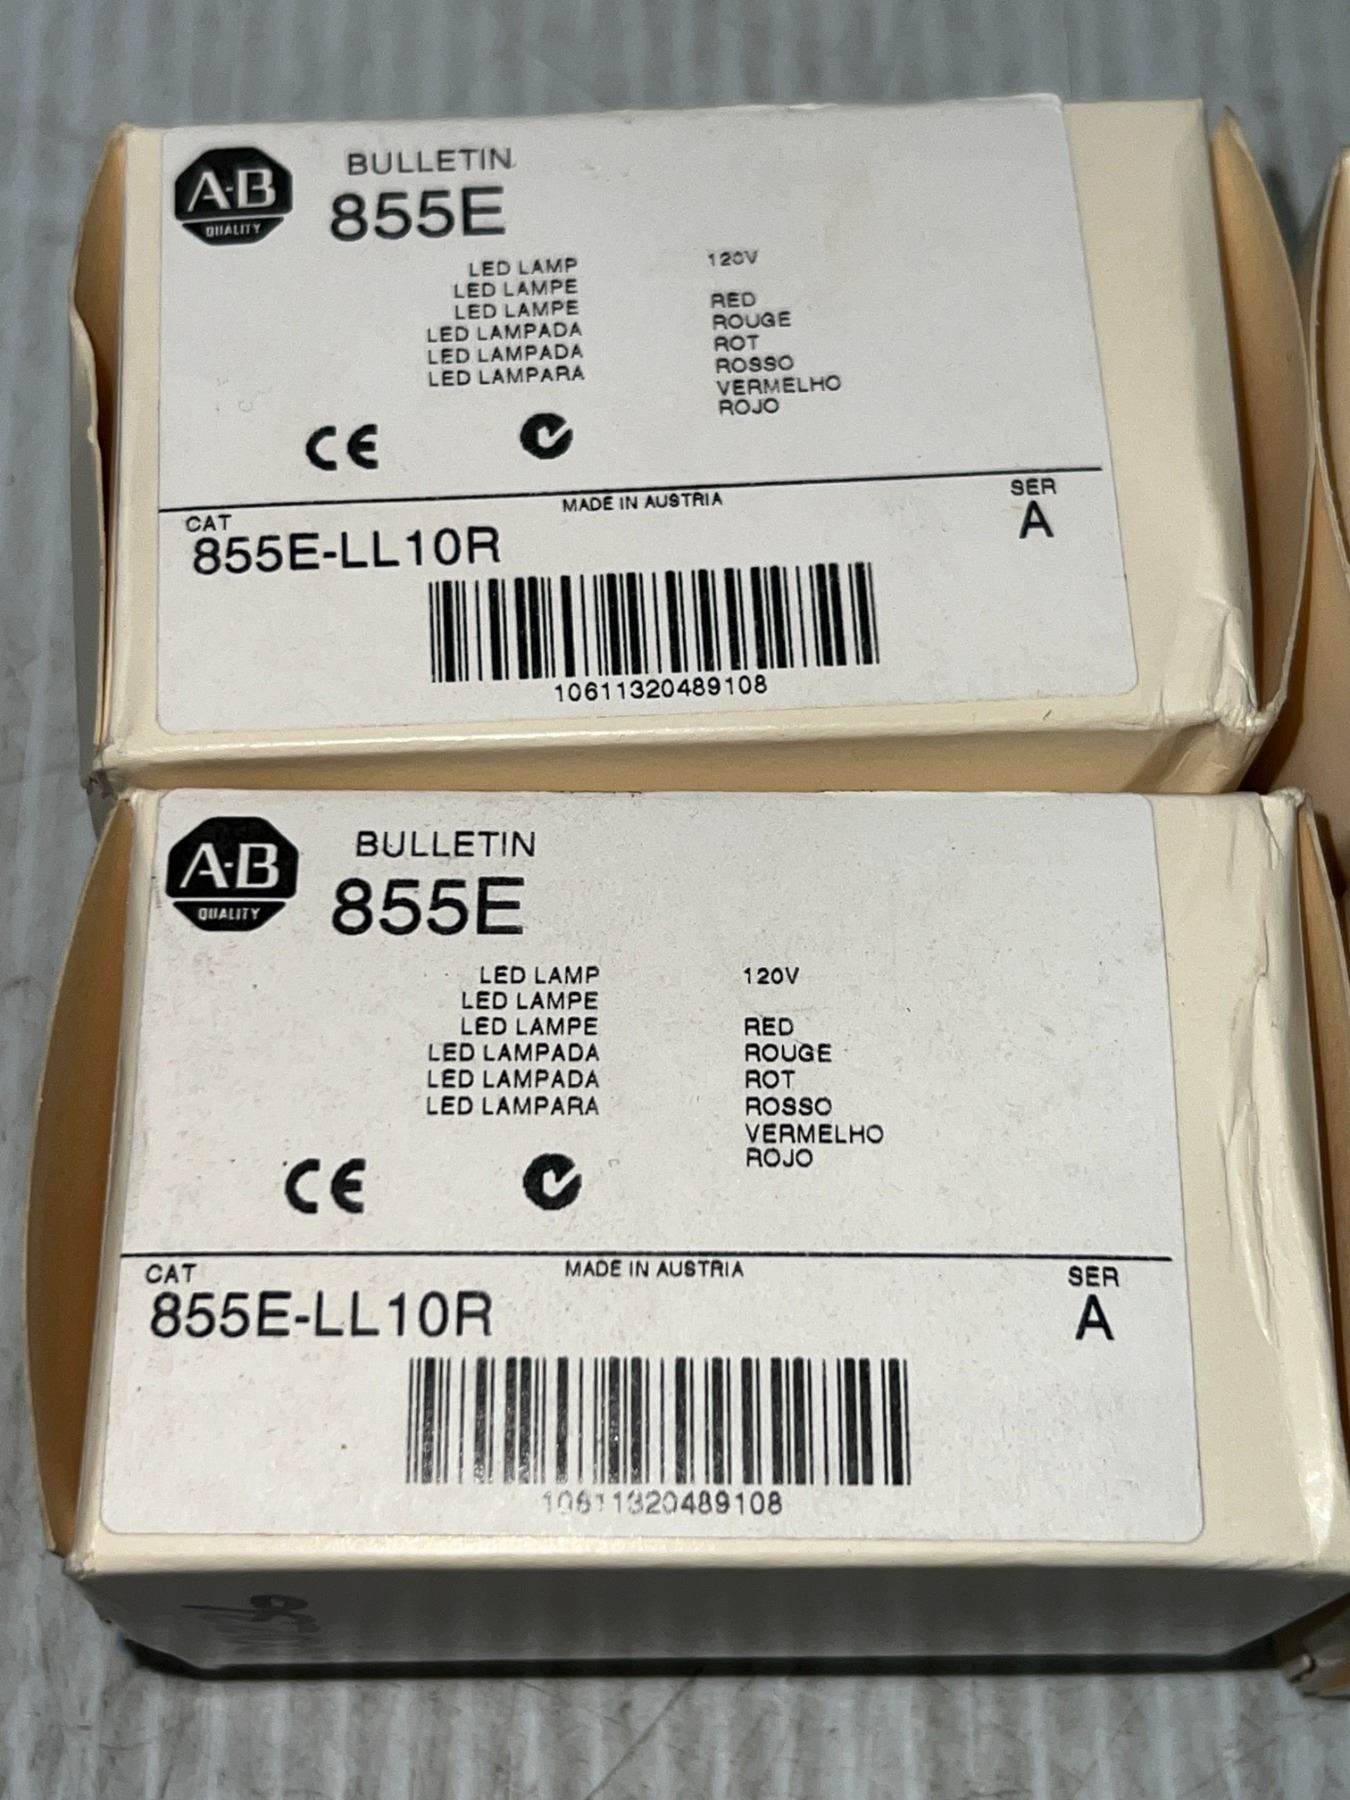 A-B
QUALITY
BULLETIN
855E
LED LAMP 120V
LED LAMPE
LED LAMPE RED
LED LAMPADA ROUGE
LED LAMPADA ROT
LED LAMPARA ROSSO
VERMELHO
ROJO
CE
MADE IN AUSTRIA
CAT
855E-LL10R
SER
A
10611320489108
A-B
QUALITY
BULLETIN
855E
LED LAMP 120V
LED LAMPE
LED LAMPE RED
LED LAMPADA ROUGE
LED LAMPADA ROT
LED LAMPARA ROSSO
VERMELHO
ROJO
CE
MADE IN AUSTRIA
CAT
855E-LL10R
SER
A
10611320489108